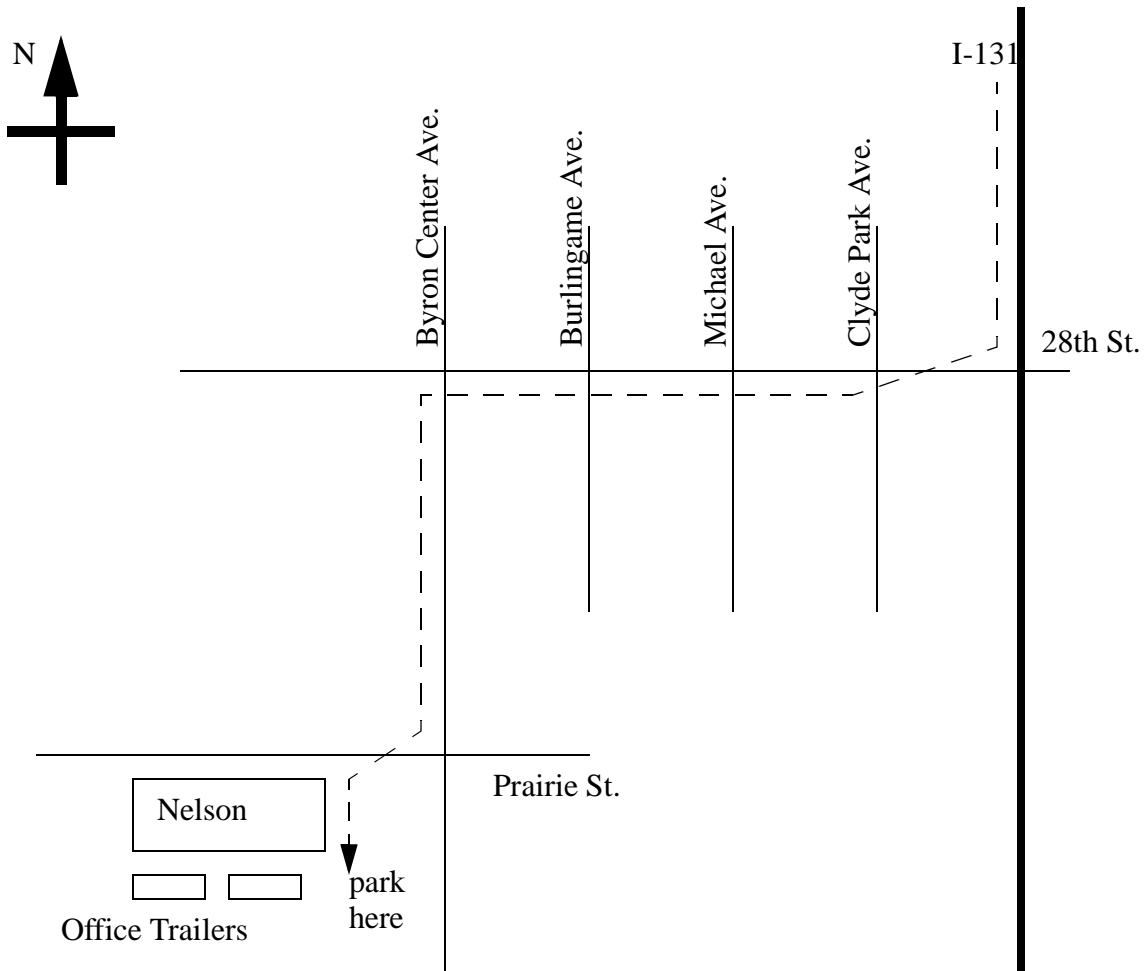 N
I-131
Byron Center Ave.
Burlingame Ave.
Michael Ave.
Clyde Park Ave.
28th St.
Prairie St.
Nelson
park
here
Office Trailers